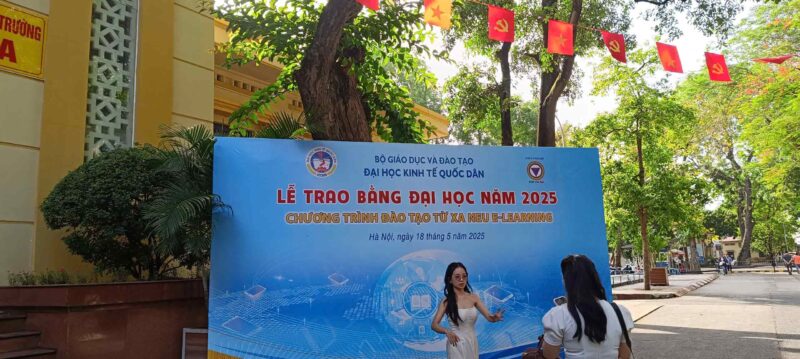 TRƯỜNG
A
BỘ GIÁO DỤC VÀ ĐÀO TẠO
ĐẠI HỌC KINH TẾ QUỐC DÂN
LỄ TRAO BẰNG ĐẠI HỌC NĂM 2025
CHƯƠNG TRÌNH ĐÀO TẠO TỪ XA NEU E-LEARNING
Hà Nội, ngày 18 tháng 5 năm 2025